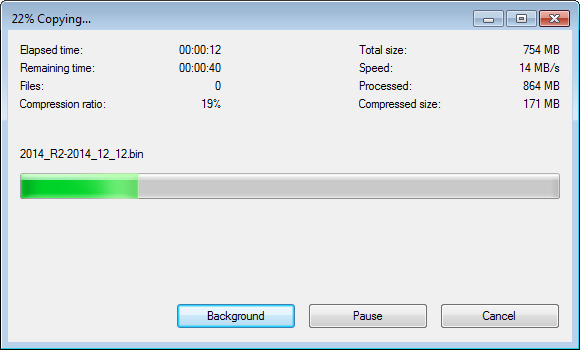 22% Copying...
Elapsed time: 00:00:12 Total size: 754 MB
Remaining time: 00:00:40 Speed: 14 MB/s
Files: 0 Processed: 864 MB
Compression ratio: 19% Compressed size: 171 MB
2014_R2-2014_12_12.bin
Background Pause Cancel